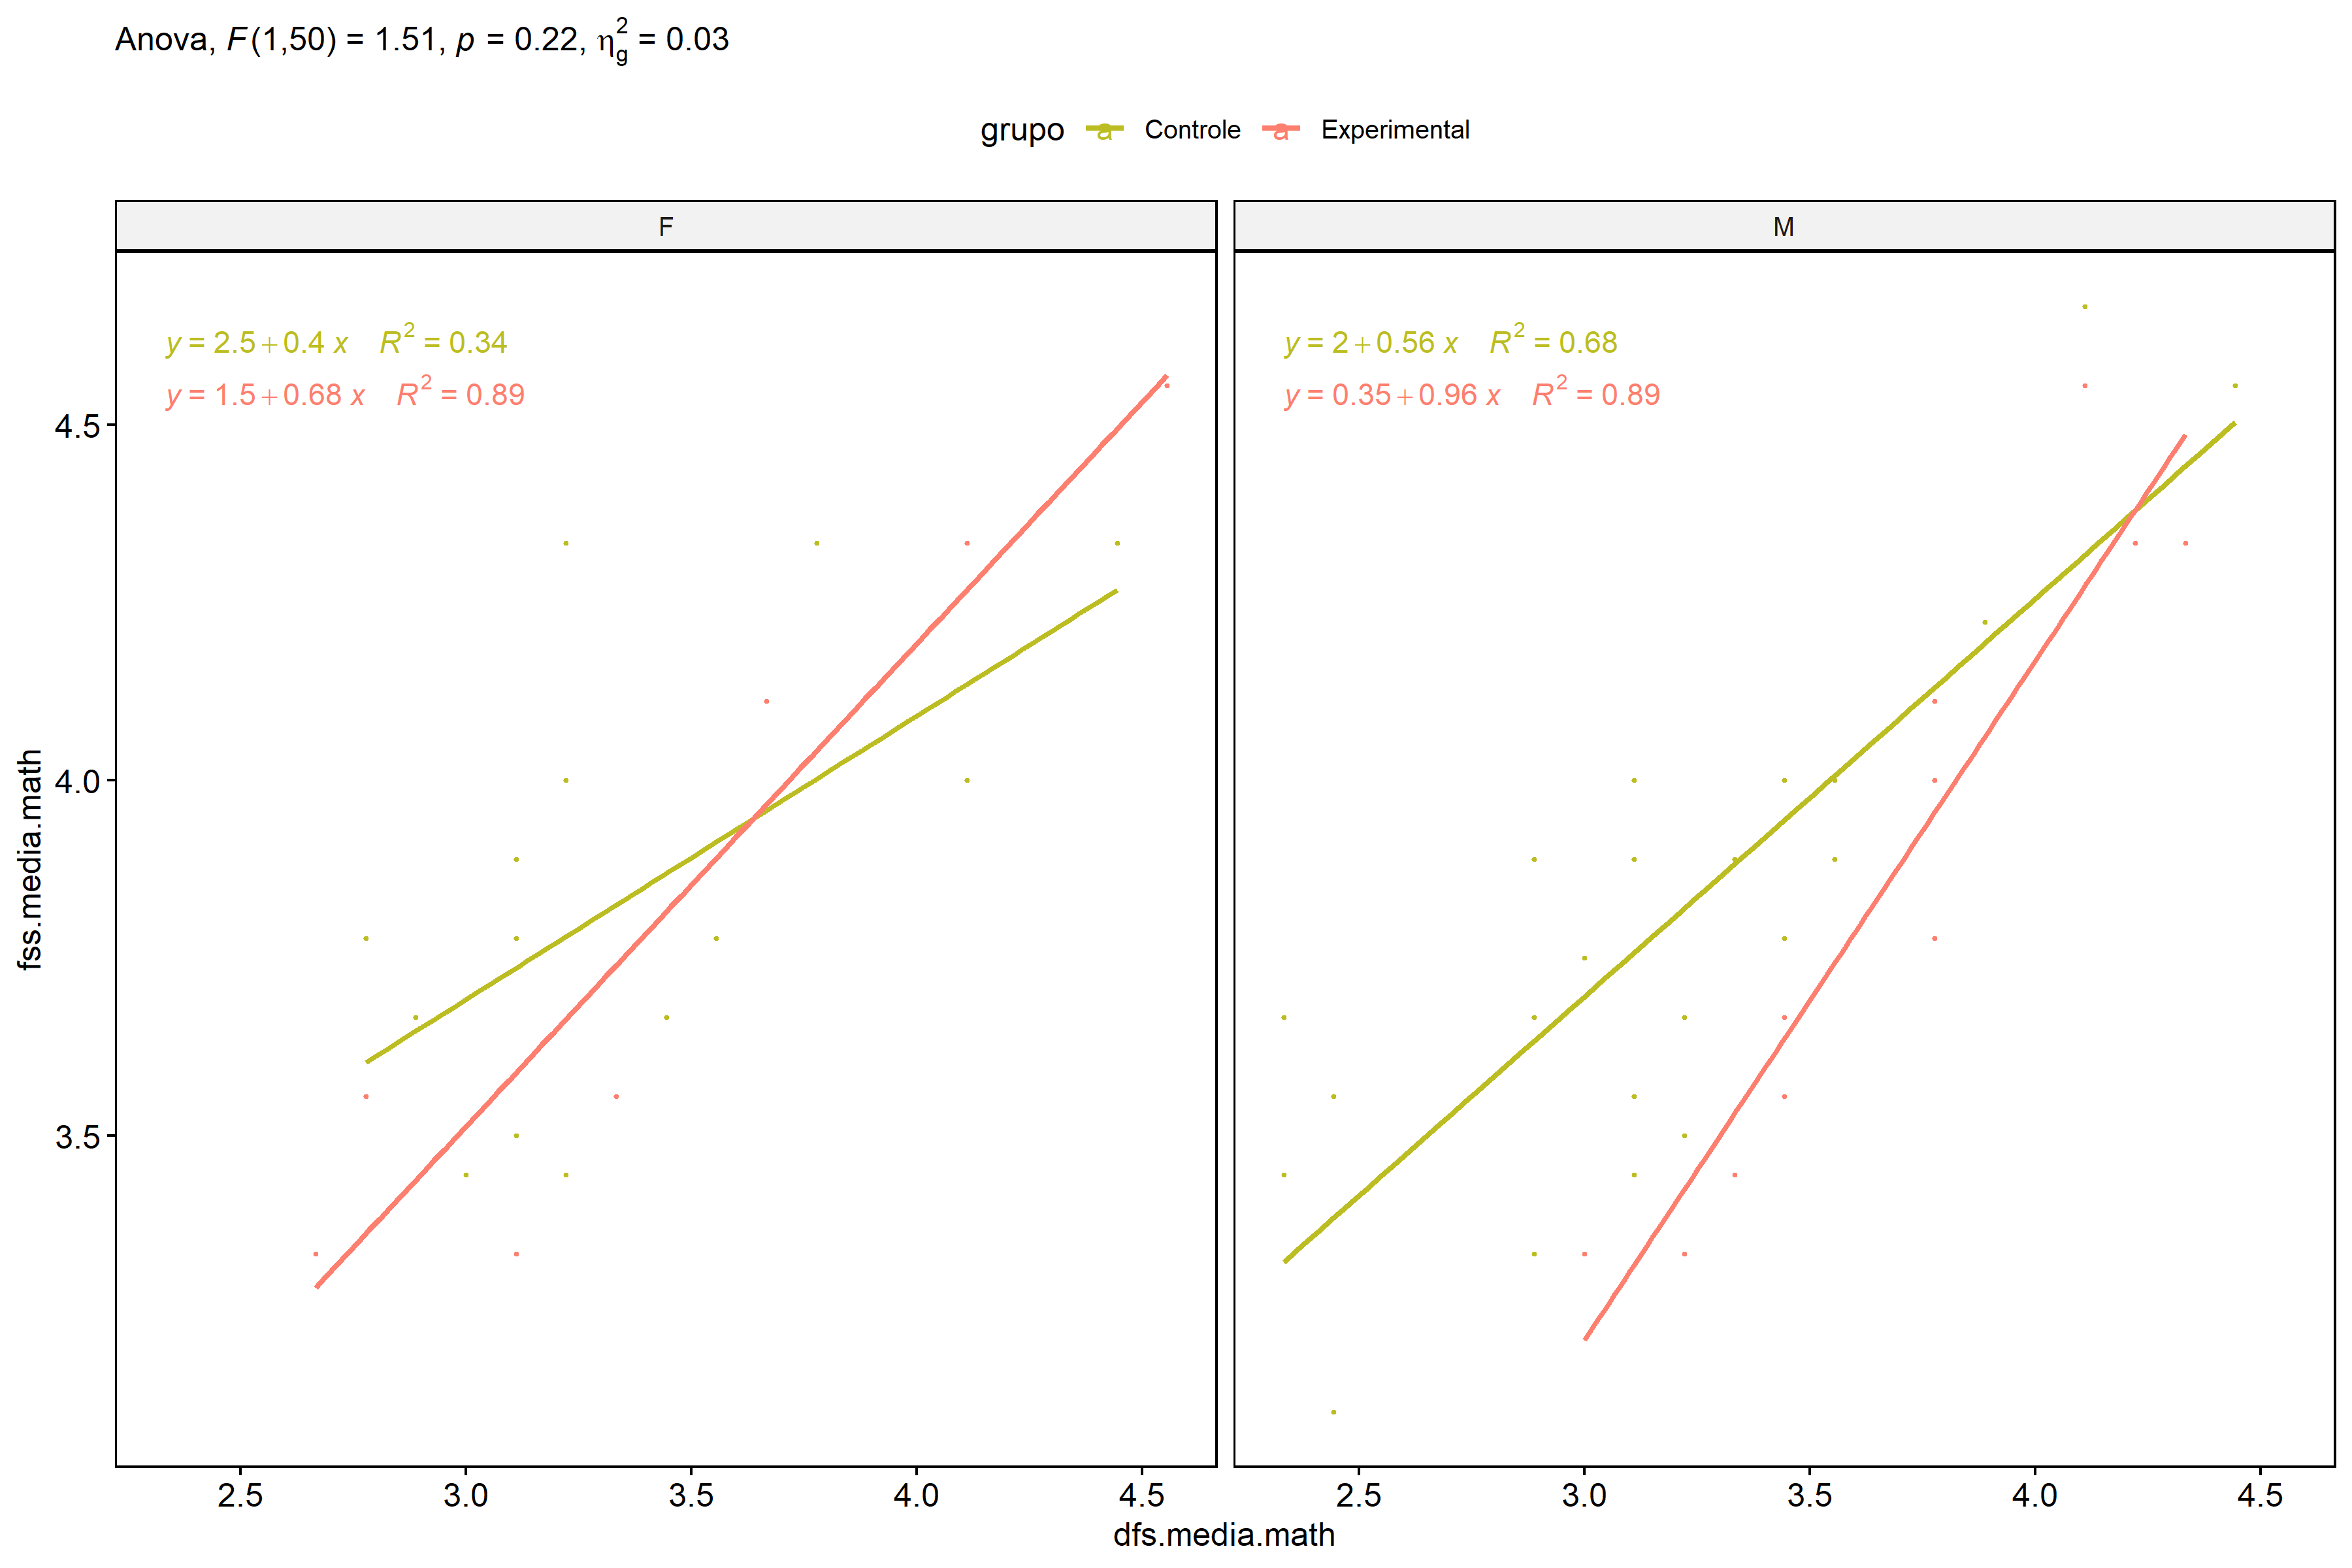 Anova, F(1,50) = 1.51, p = 0.22, η²g = 0.03
grupo a Controle a Experimental
F
M
y = 2.5 + 0.4 x R² = 0.34
y = 1.5 + 0.68 x R² = 0.89
y = 2 + 0.56 x R² = 0.68
y = 0.35 + 0.96 x R² = 0.89
fss.media.math
4.5
4.0
3.5
2.5 3.0 3.5 4.0 4.5
2.5 3.0 3.5 4.0 4.5
dfs.media.math